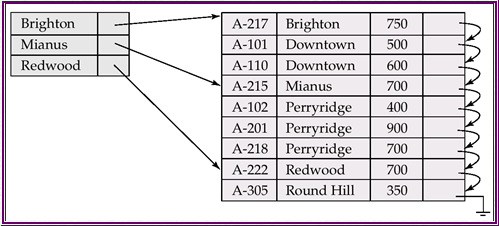 Brighton
Mianus
Redwood
A-217 Brighton 750
A-101 Downtown 500
A-110 Downtown 600
A-215 Mianus 700
A-102 Perryridge 400
A-201 Perryridge 900
A-218 Perryridge 700
A-222 Redwood 700
A-305 Round Hill 350